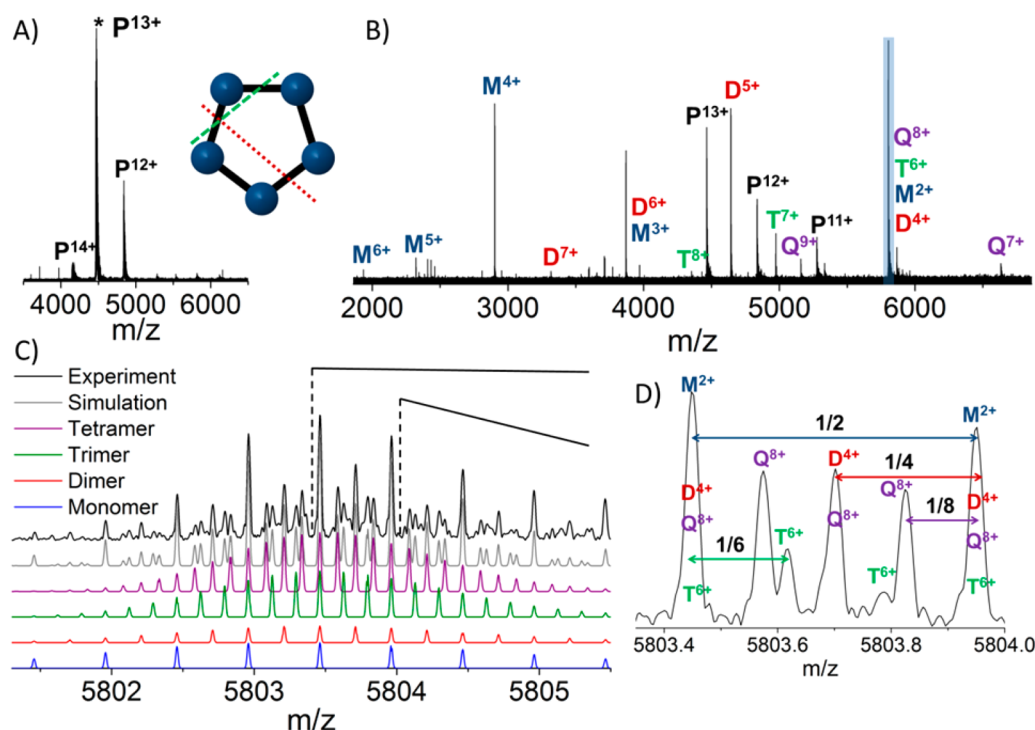 A)
* P13+
P14+
P12+
4000 5000 6000
m/z
B)
M6+
M5+
M4+
D7+
D6+
M3+
T8+
P13+
D5+
P12+
T7+
Q9+
P11+
Q8+
T6+
M2+
D4+
Q7+
2000 3000 4000 5000 6000
m/z
C)
Experiment
Simulation
Tetramer
Trimer
Dimer
Monomer
5802 5803 5804 5805
m/z
D)
M2+
M2+
1/2
Q8+
D4+
1/4
D4+
Q8+
Q8+
Q8+
1/8
D4+
Q8+
T6+
1/6
T6+
T6+
T6+
5803.4 5803.6 5803.8 5804.0
m/z